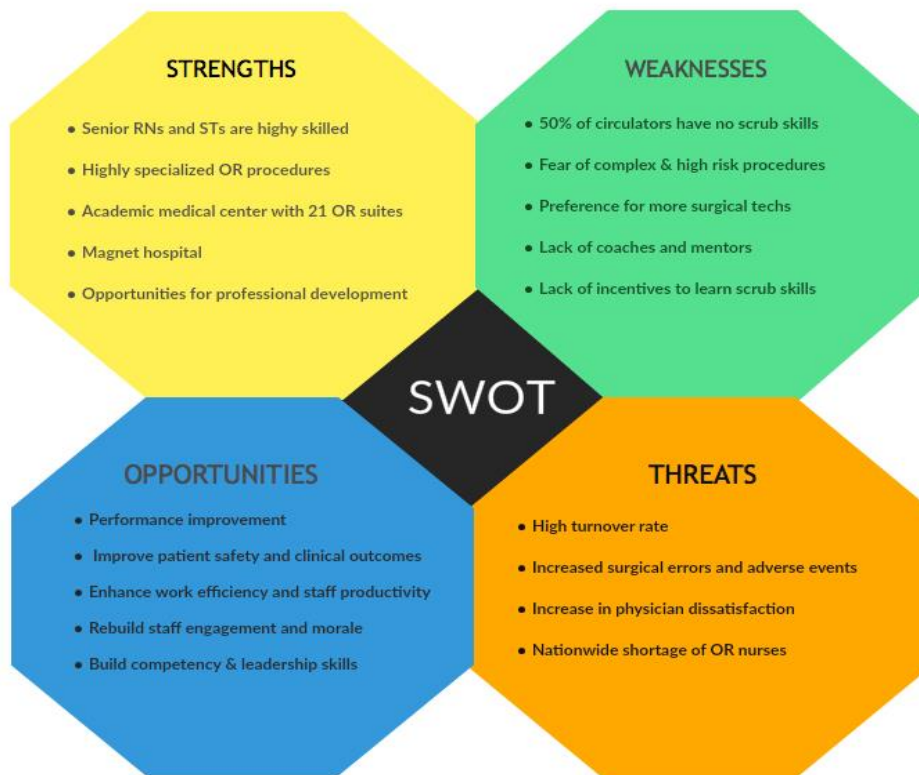 STRENGTHS
• Senior RNs and STs are highy skilled
• Highly specialized OR procedures
• Academic medical center with 21 OR suites
• Magnet hospital
• Opportunities for professional development
WEAKNESSES
• 50% of circulators have no scrub skills
• Fear of complex & high risk procedures
• Preference for more surgical techs
• Lack of coaches and mentors
• Lack of incentives to learn scrub skills
SWOT
OPPORTUNITIES
• Performance improvement
• Improve patient safety and clinical outcomes
• Enhance work efficiency and staff productivity
• Rebuild staff engagement and morale
• Build competency & leadership skills
THREATS
• High turnover rate
• Increased surgical errors and adverse events
• Increase in physician dissatisfaction
• Nationwide shortage of OR nurses